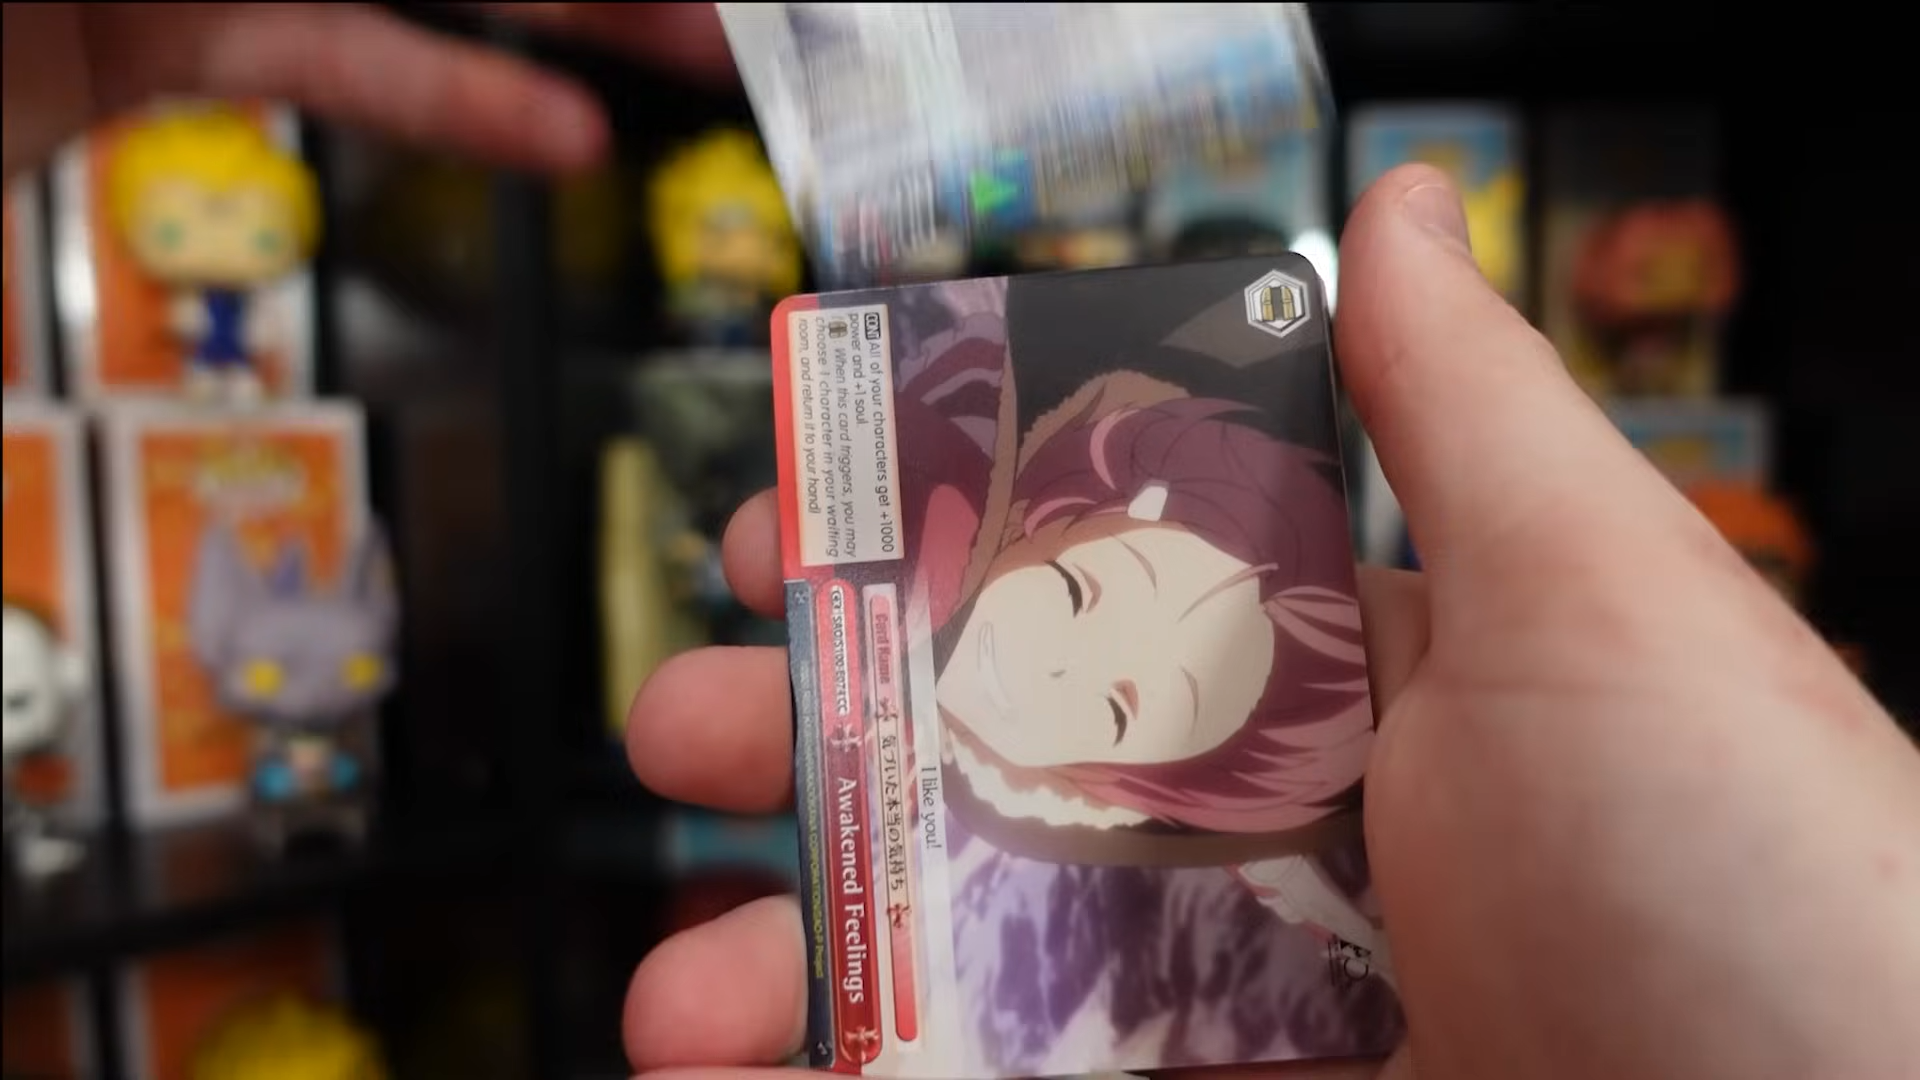 CONT All of your characters get +1000
power and +1 soul.
( : When this card triggers, you may
choose 1 character in your waiting
room, and return it to your hand)
I like you!
Card Name
気づいた本当の気持ち
Awakened Feelings